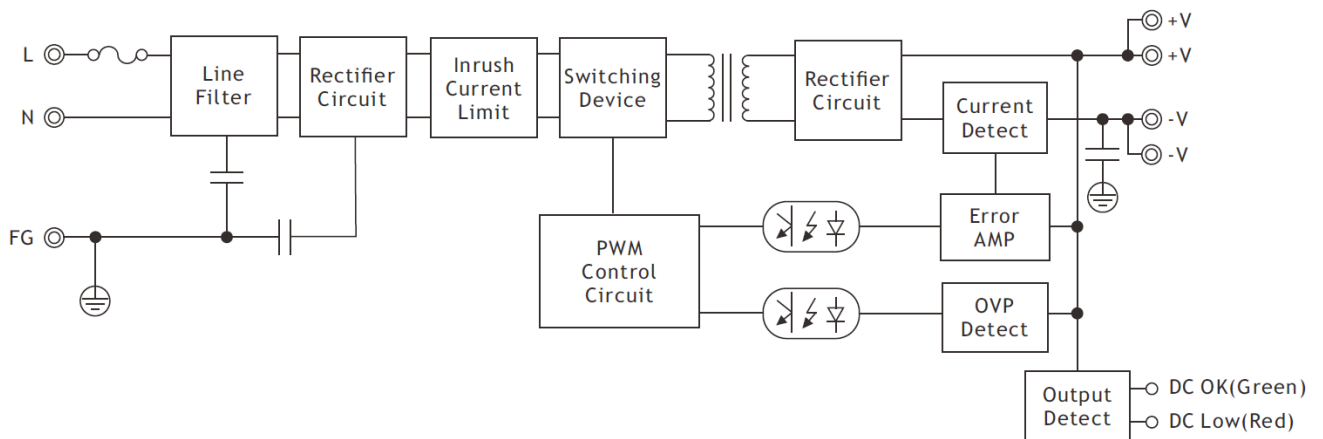 +V
L
Line
Filter
Rectifier
Circuit
Inrush
Current
Limit
Switching
Device
Rectifier
Circuit
+V
Current
Detect
N
-V
-V
FG
PWM
Control
Circuit
Error
AMP
OVP
Detect
Output
Detect
DC OK(Green)
DC Low(Red)